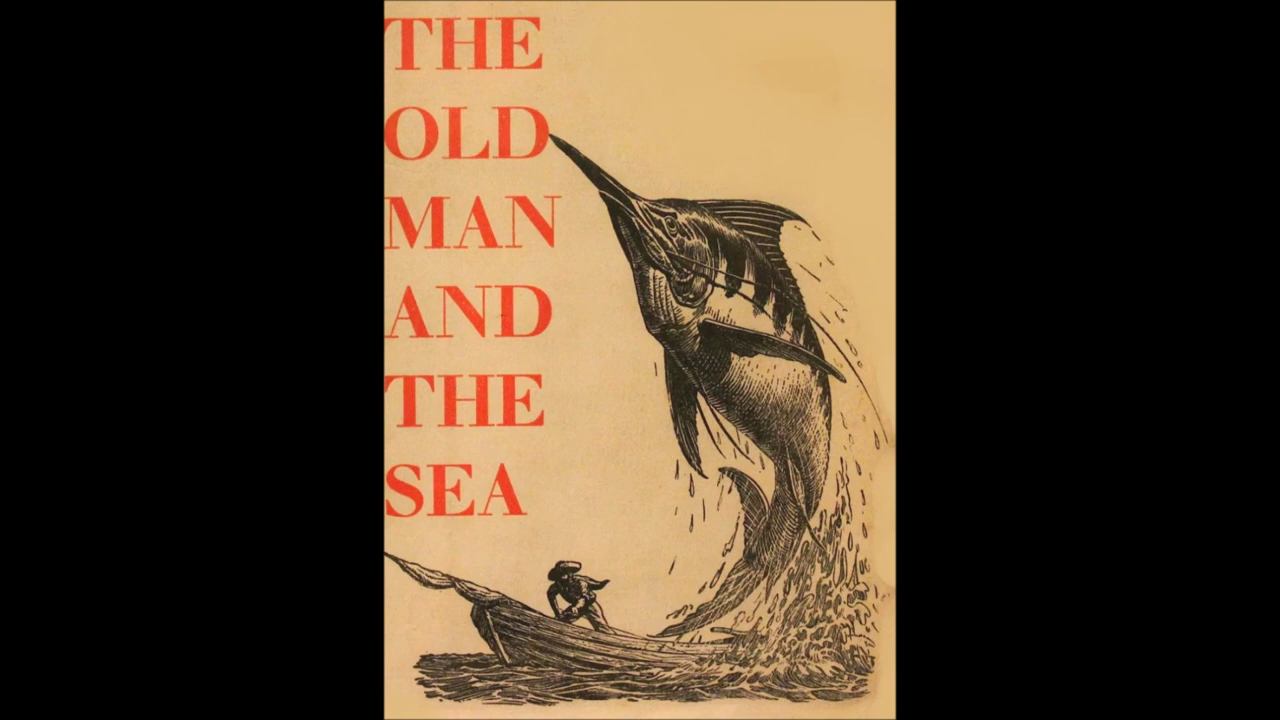 THE
OLD
MAN
AND
THE
SEA